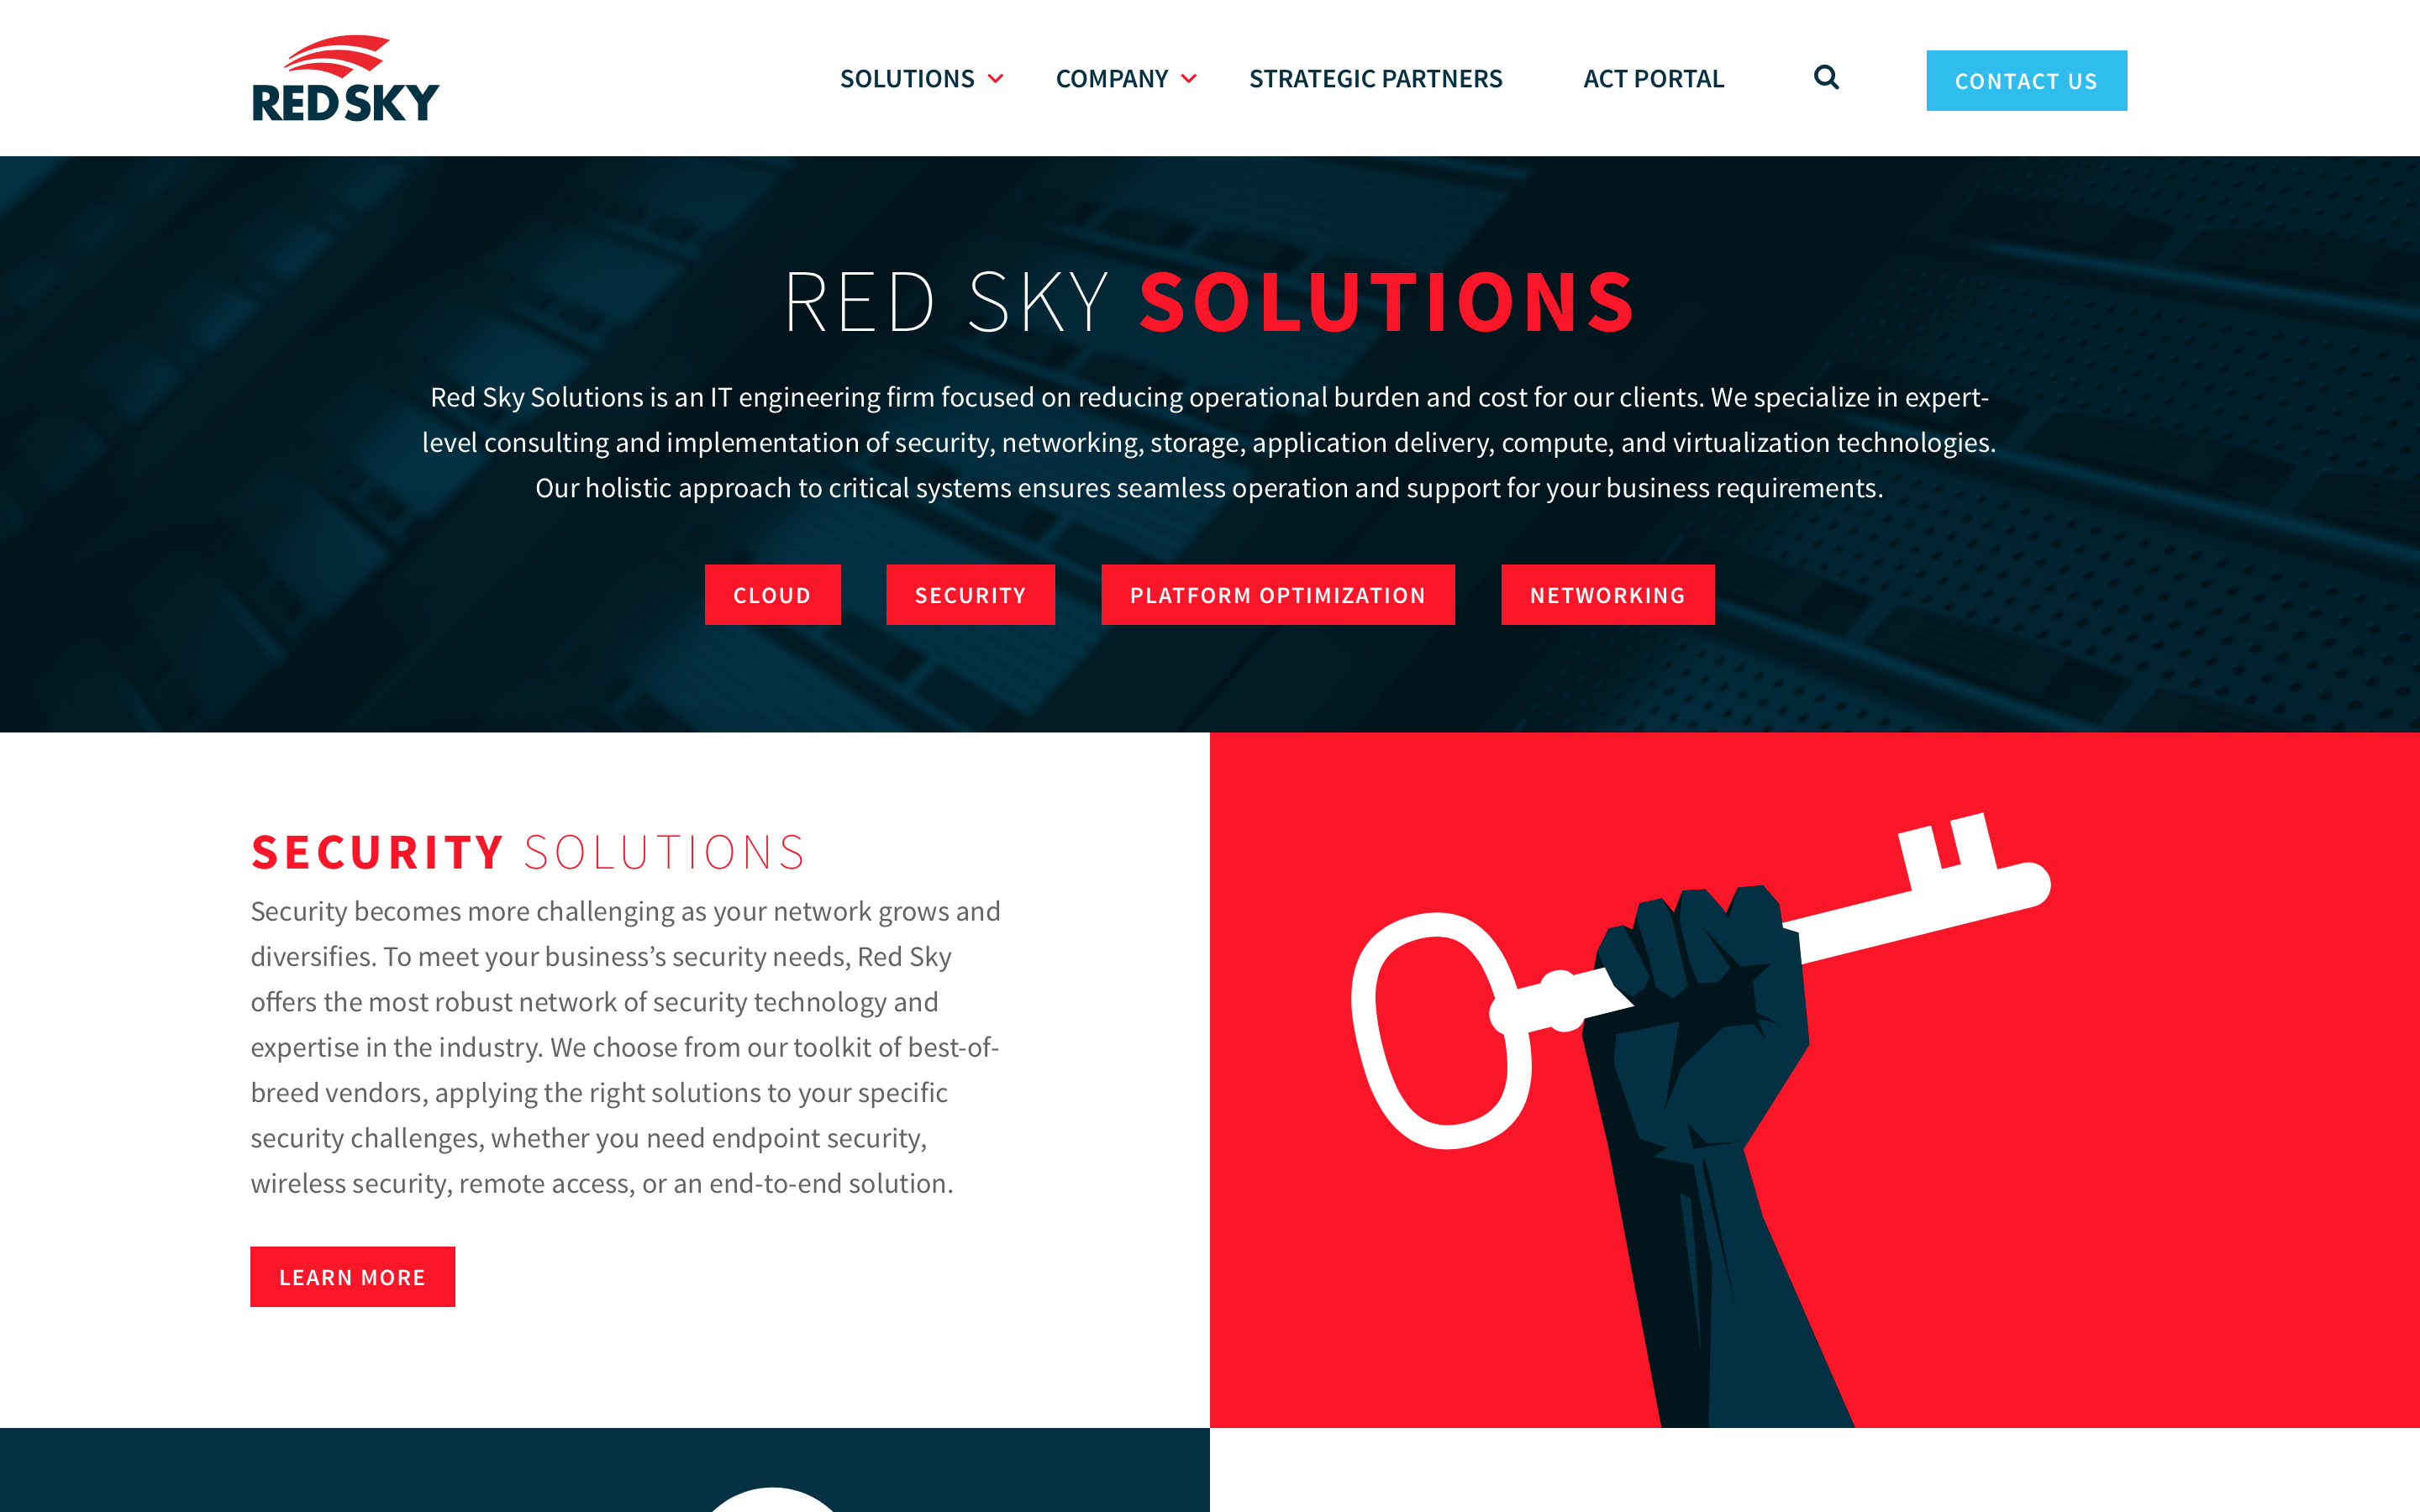 RED SKY
SOLUTIONS
COMPANY
STRATEGIC PARTNERS
ACT PORTAL
CONTACT US
RED SKY SOLUTIONS
Red Sky Solutions is an IT engineering firm focused on reducing operational burden and cost for our clients. We specialize in expert-
level consulting and implementation of security, networking, storage, application delivery, compute, and virtualization technologies.
Our holistic approach to critical systems ensures seamless operation and support for your business requirements.
CLOUD
SECURITY
PLATFORM OPTIMIZATION
NETWORKING
SECURITY SOLUTIONS
Security becomes more challenging as your network grows and
diversifies. To meet your business’s security needs, Red Sky
offers the most robust network of security technology and
expertise in the industry. We choose from our toolkit of best-of-
breed vendors, applying the right solutions to your specific
security challenges, whether you need endpoint security,
wireless security, remote access, or an end-to-end solution.
LEARN MORE